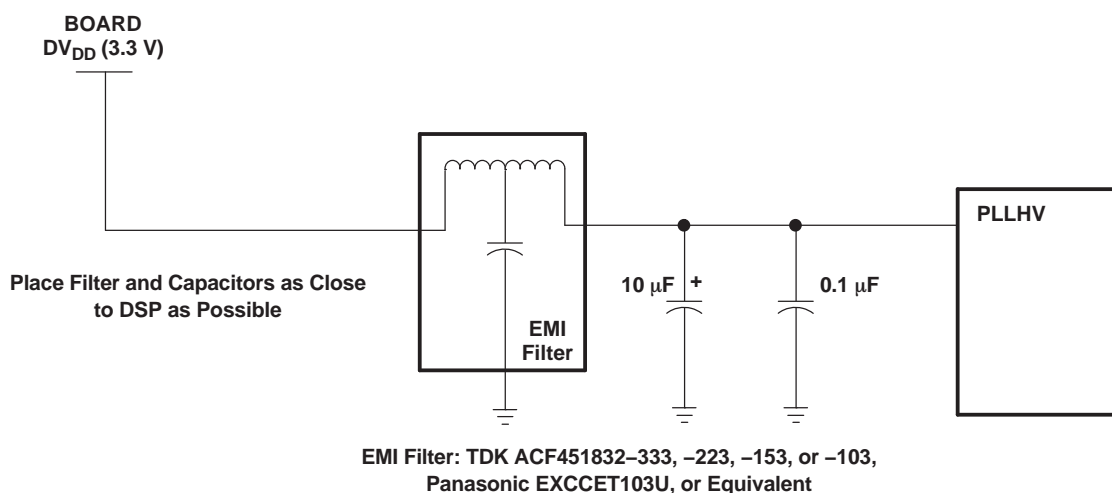 BOARD
DVDD (3.3 V)
PLLHV
Place Filter and Capacitors as Close
to DSP as Possible
10 μF +
0.1 μF
EMI
Filter
EMI Filter: TDK ACF451832–333, –223, –153, or –103,
Panasonic EXCCET103U, or Equivalent